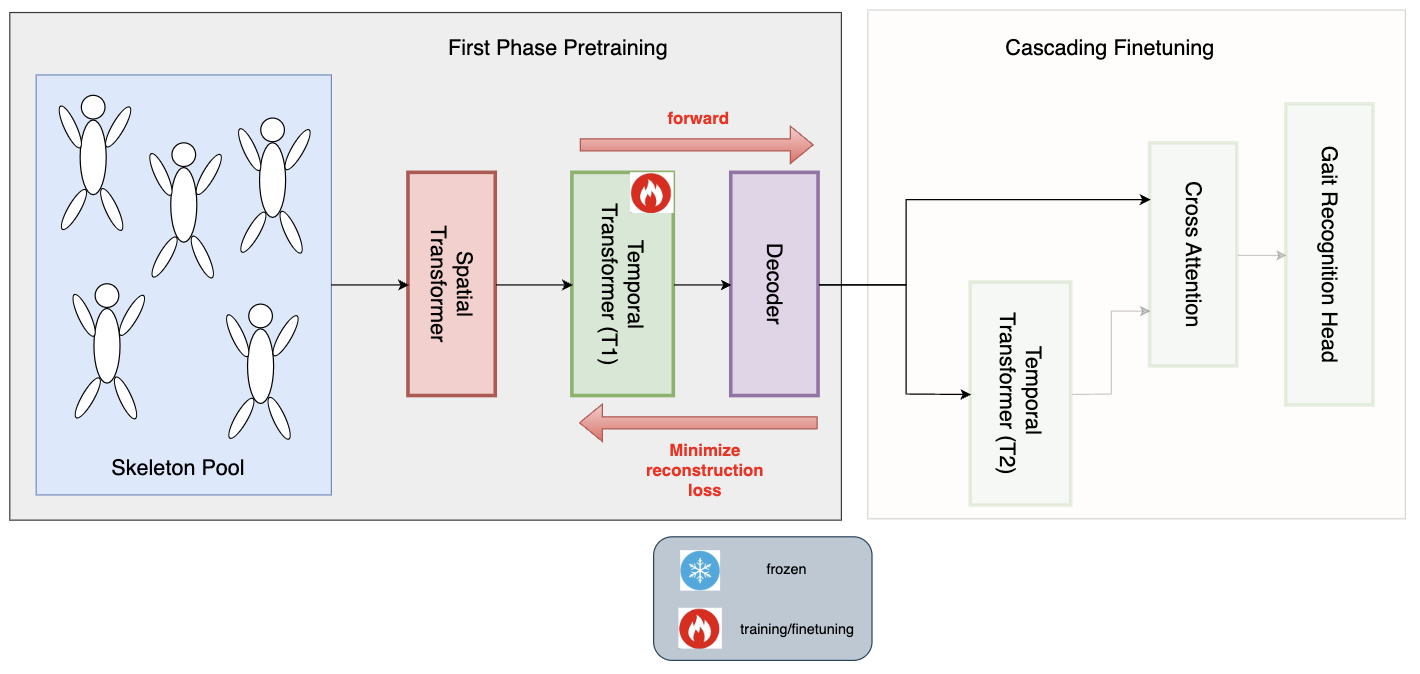 First Phase Pretraining
Cascading Finetuning
forward
Spatial
Transformer
Temporal
Transformer (T1)
Decoder
Cross Attention
Gait Recognition Head
Temporal
Transformer (T2)
Minimize
reconstruction
loss
Skeleton Pool
frozen
training/finetuning